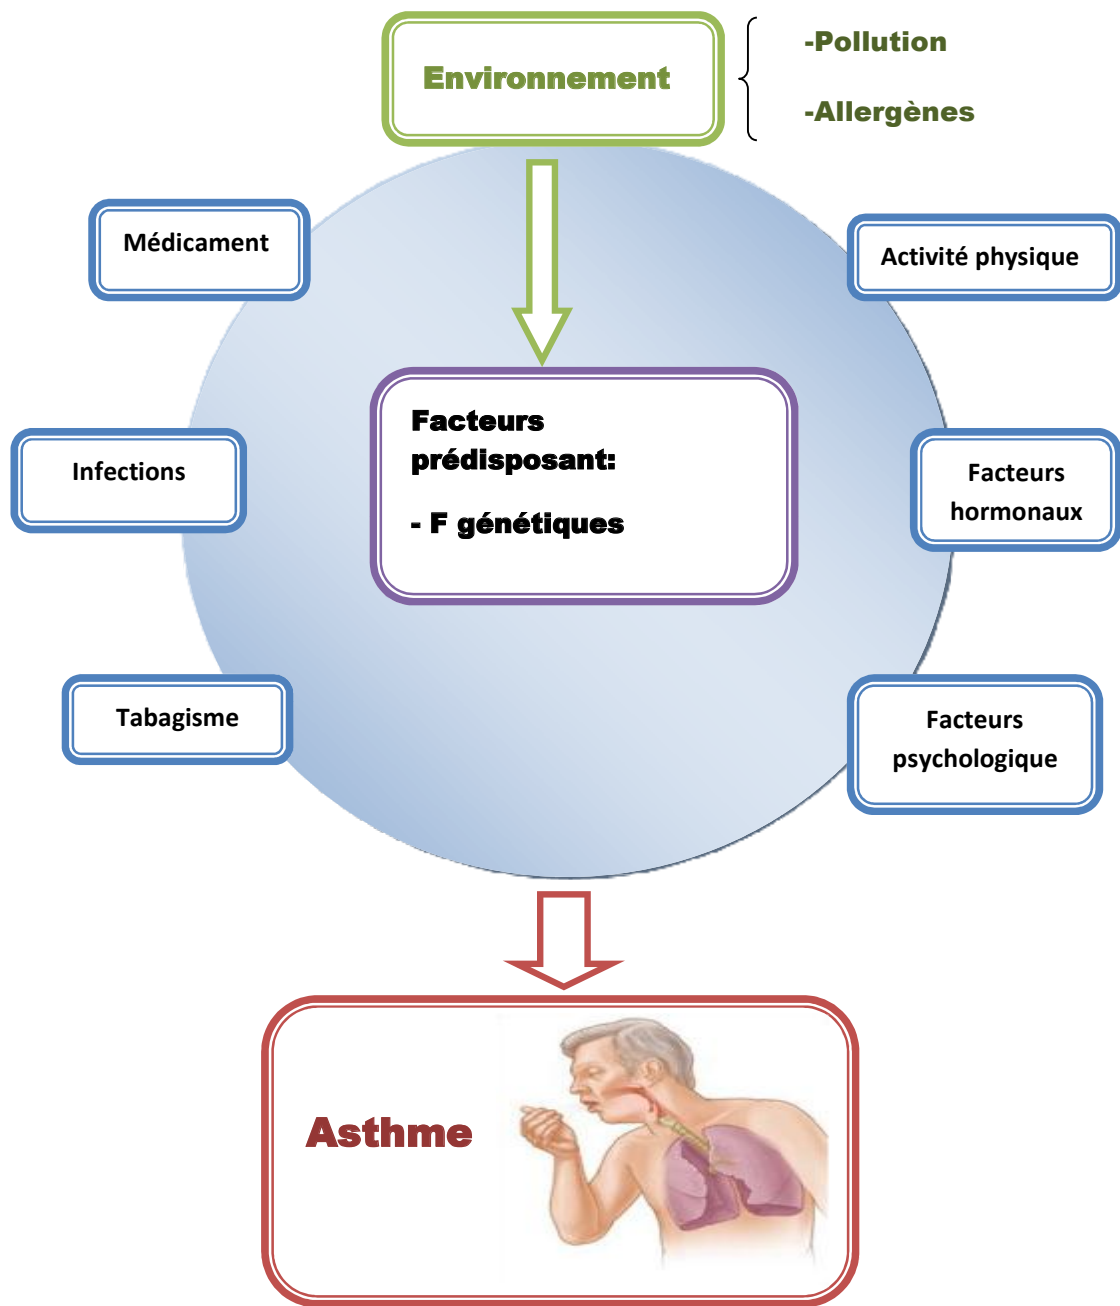 Environnement
-Pollution
-Allergènes
Médicament
Activité physique
Facteurs
prédisposant:
- F génétiques
Infections
Facteurs
hormonaux
Tabagisme
Facteurs
psychologique
Asthme